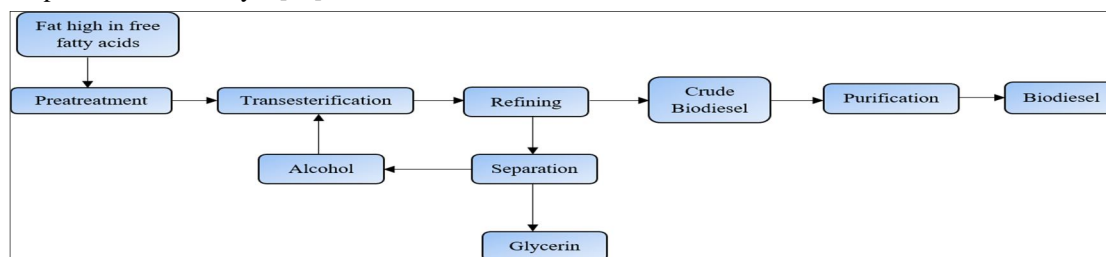 Fat high in free
fatty acids
Preatreatment
Transesterification
Refining
Crude
Biodiesel
Purification
Biodiesel
Alcohol
Separation
Glycerin